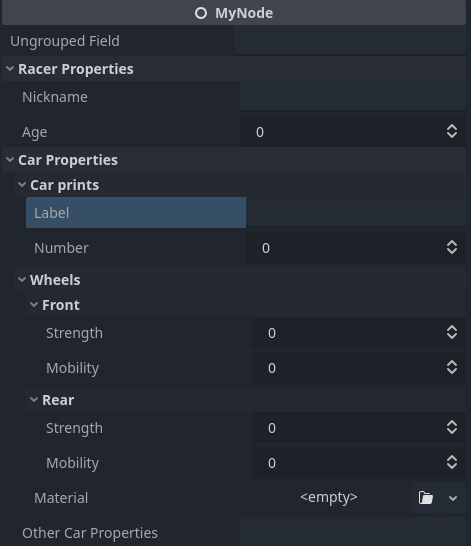 MyNode
Ungrouped Field
Racer Properties
Nickname
Age 0
Car Properties
Car prints
Label
Number 0
Wheels
Front
Strength 0
Mobility 0
Rear
Strength 0
Mobility 0
Material <empty>
Other Car Properties